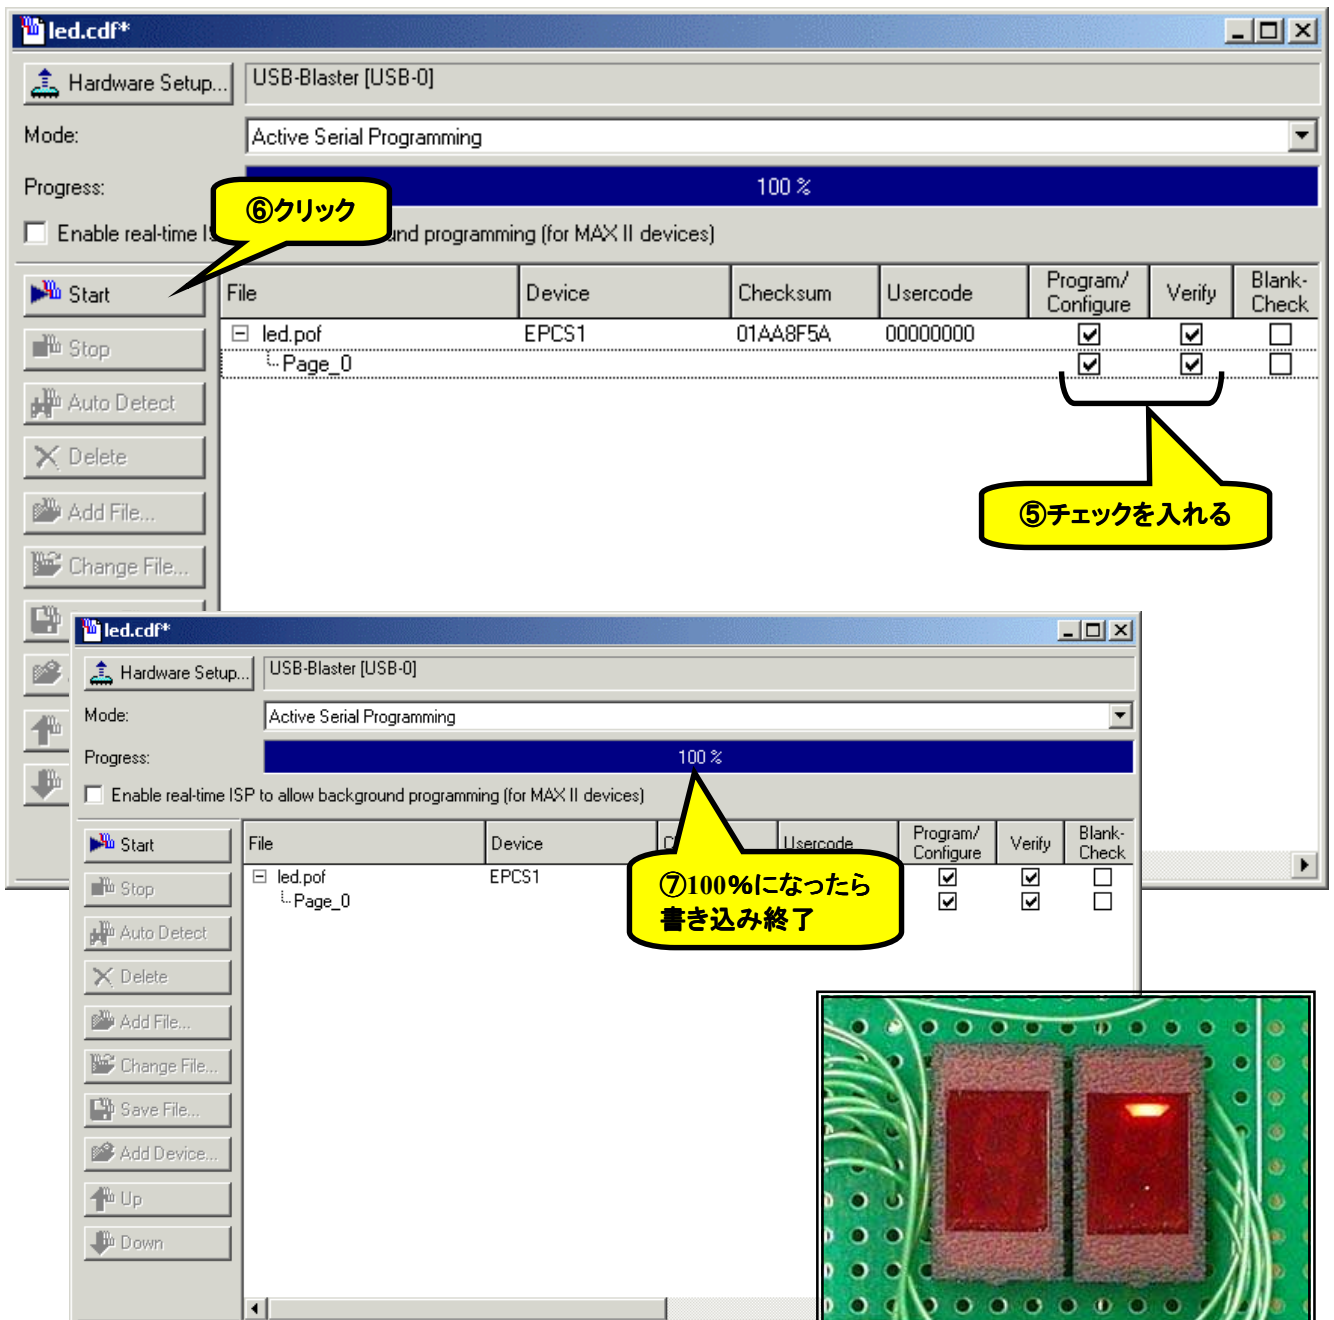 led.cdf*
Hardware Setup...
USB-Blaster [USB-0]
Mode:
Active Serial Programming
Progress:
100 %
⑥クリック
Enable real-time
und programming (for MAX II devices)
Start
File Device Checksum Usercode Program/ Configure Verify Blank- Check
led.pof EPCS1 01AA8F5A 00000000
Page_0
Stop
Auto Detect
Delete
Add File...
Change File...
⑤チェックを入れる
led.cdf*
Hardware Setup...
USB-Blaster [USB-0]
Mode:
Active Serial Programming
Progress:
100 %
Enable real-time ISP to allow background programming (for MAX II devices)
Start
File Device Usercode Program/ Configure Verify Blank- Check
led.pof EPCS1
Page_0
⑦100%になったら
書き込み終了
Stop
Auto Detect
Delete
Add File...
Change File...
Save File...
Add Device...
Up
Down